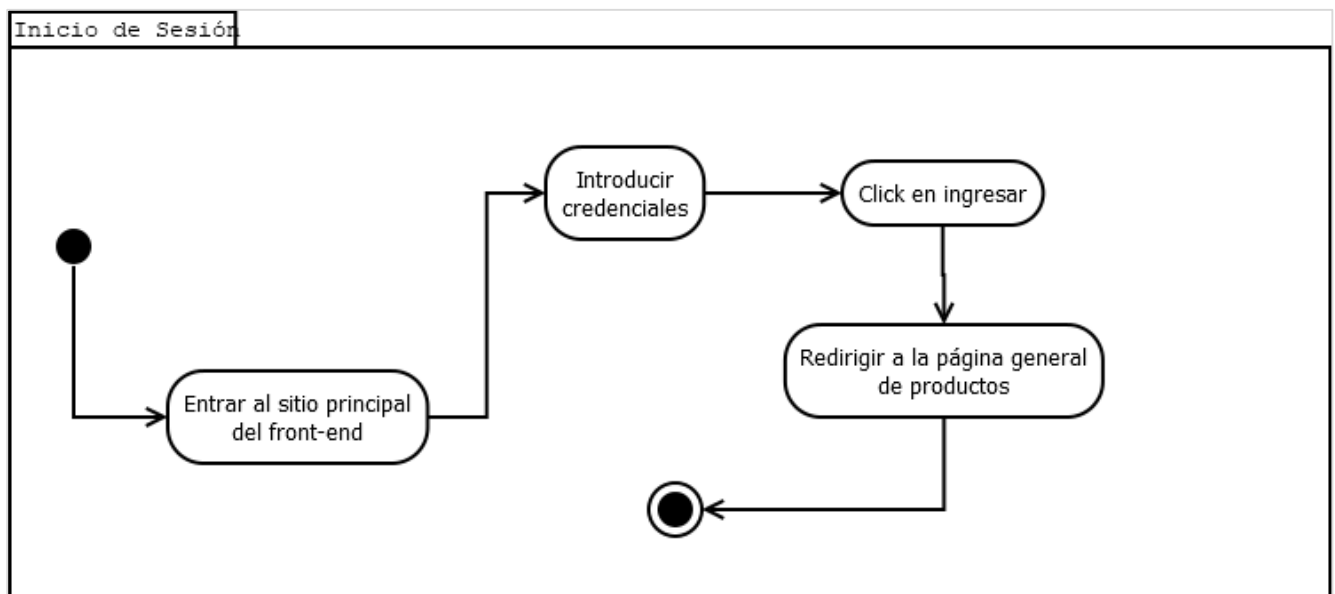 Inicio de Sesión
Introducir
credenciales
Click en ingresar
Redirigir a la página general
de productos
Entrar al sitio principal
del front-end